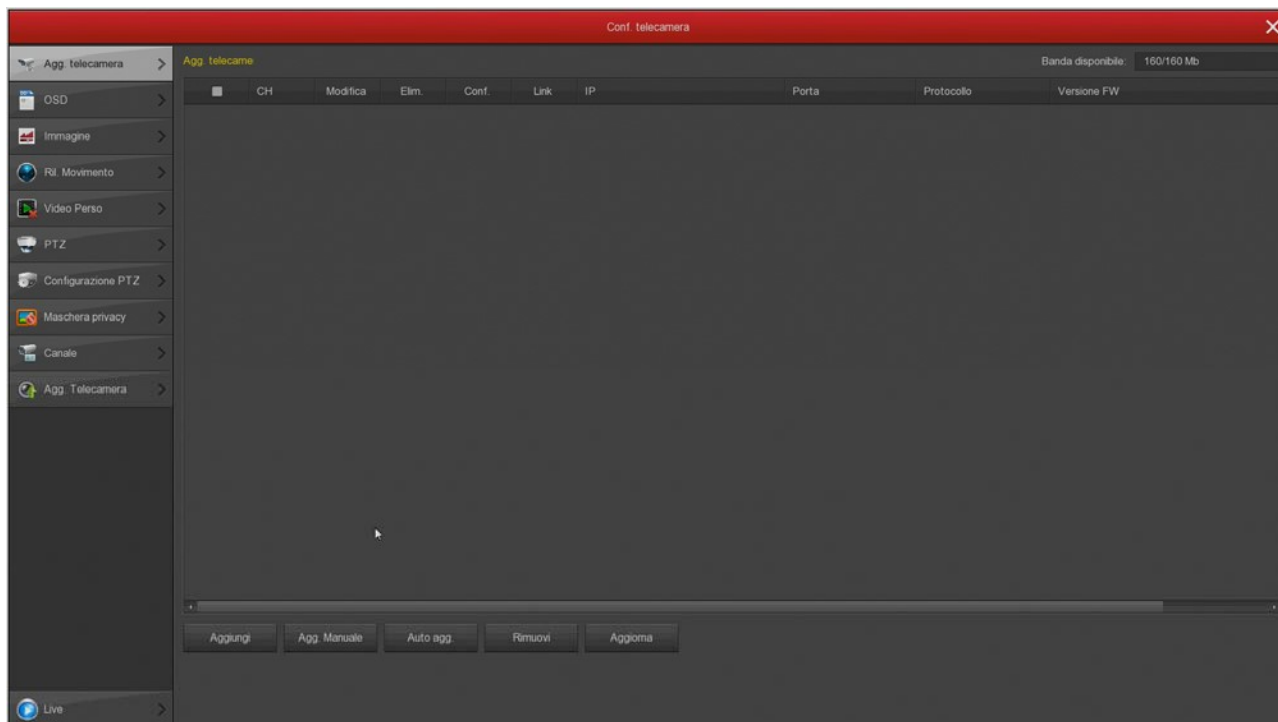 Conf. telecamera
Agg. telecamera
Agg. telecame
Banda disponibile: 160/160 Mb
CH Modifica Elim. Conf. Link IP Porta Protocollo Versione FW
OSD
Immagine
Ril. Movimento
Video Perso
PTZ
Configurazione PTZ
Maschera privacy
Canale
Agg. Telecamera
Aggiungi Agg. Manuale Auto agg. Rimuovi Aggiorna
Live